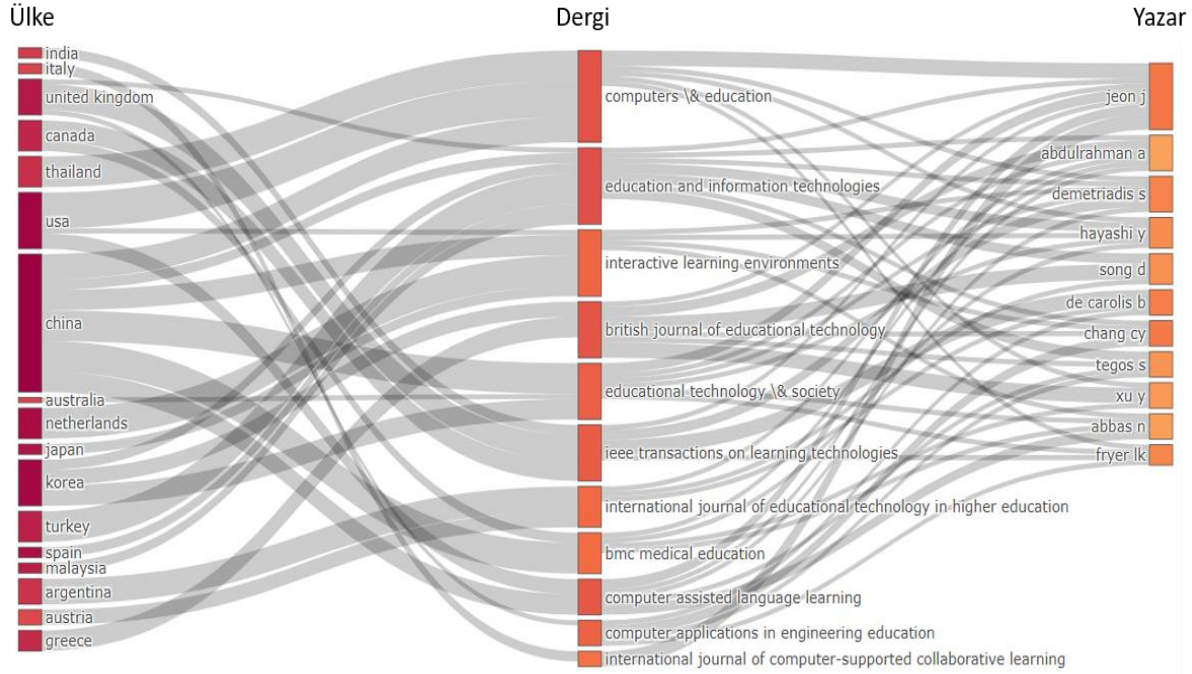 Ülke
Dergi
Yazar
india
italy
united kingdom
canada
thailand
usa
china
australia
netherlands
japan
korea
turkey
spain
malaysia
argentina
austria
greece
computers \& education
education and information technologies
interactive learning environments
british journal of educational technology
educational technology \& society
ieee transactions on learning technologies
international journal of educational technology in higher education
bmc medical education
computer assisted language learning
computer applications in engineering education
international journal of computer-supported collaborative learning
jeon j
abdulrahman a
demetriadis s
hayashi y
song d
de carolis b
chang cy
tegos s
xu y
abbas n
fryer lk